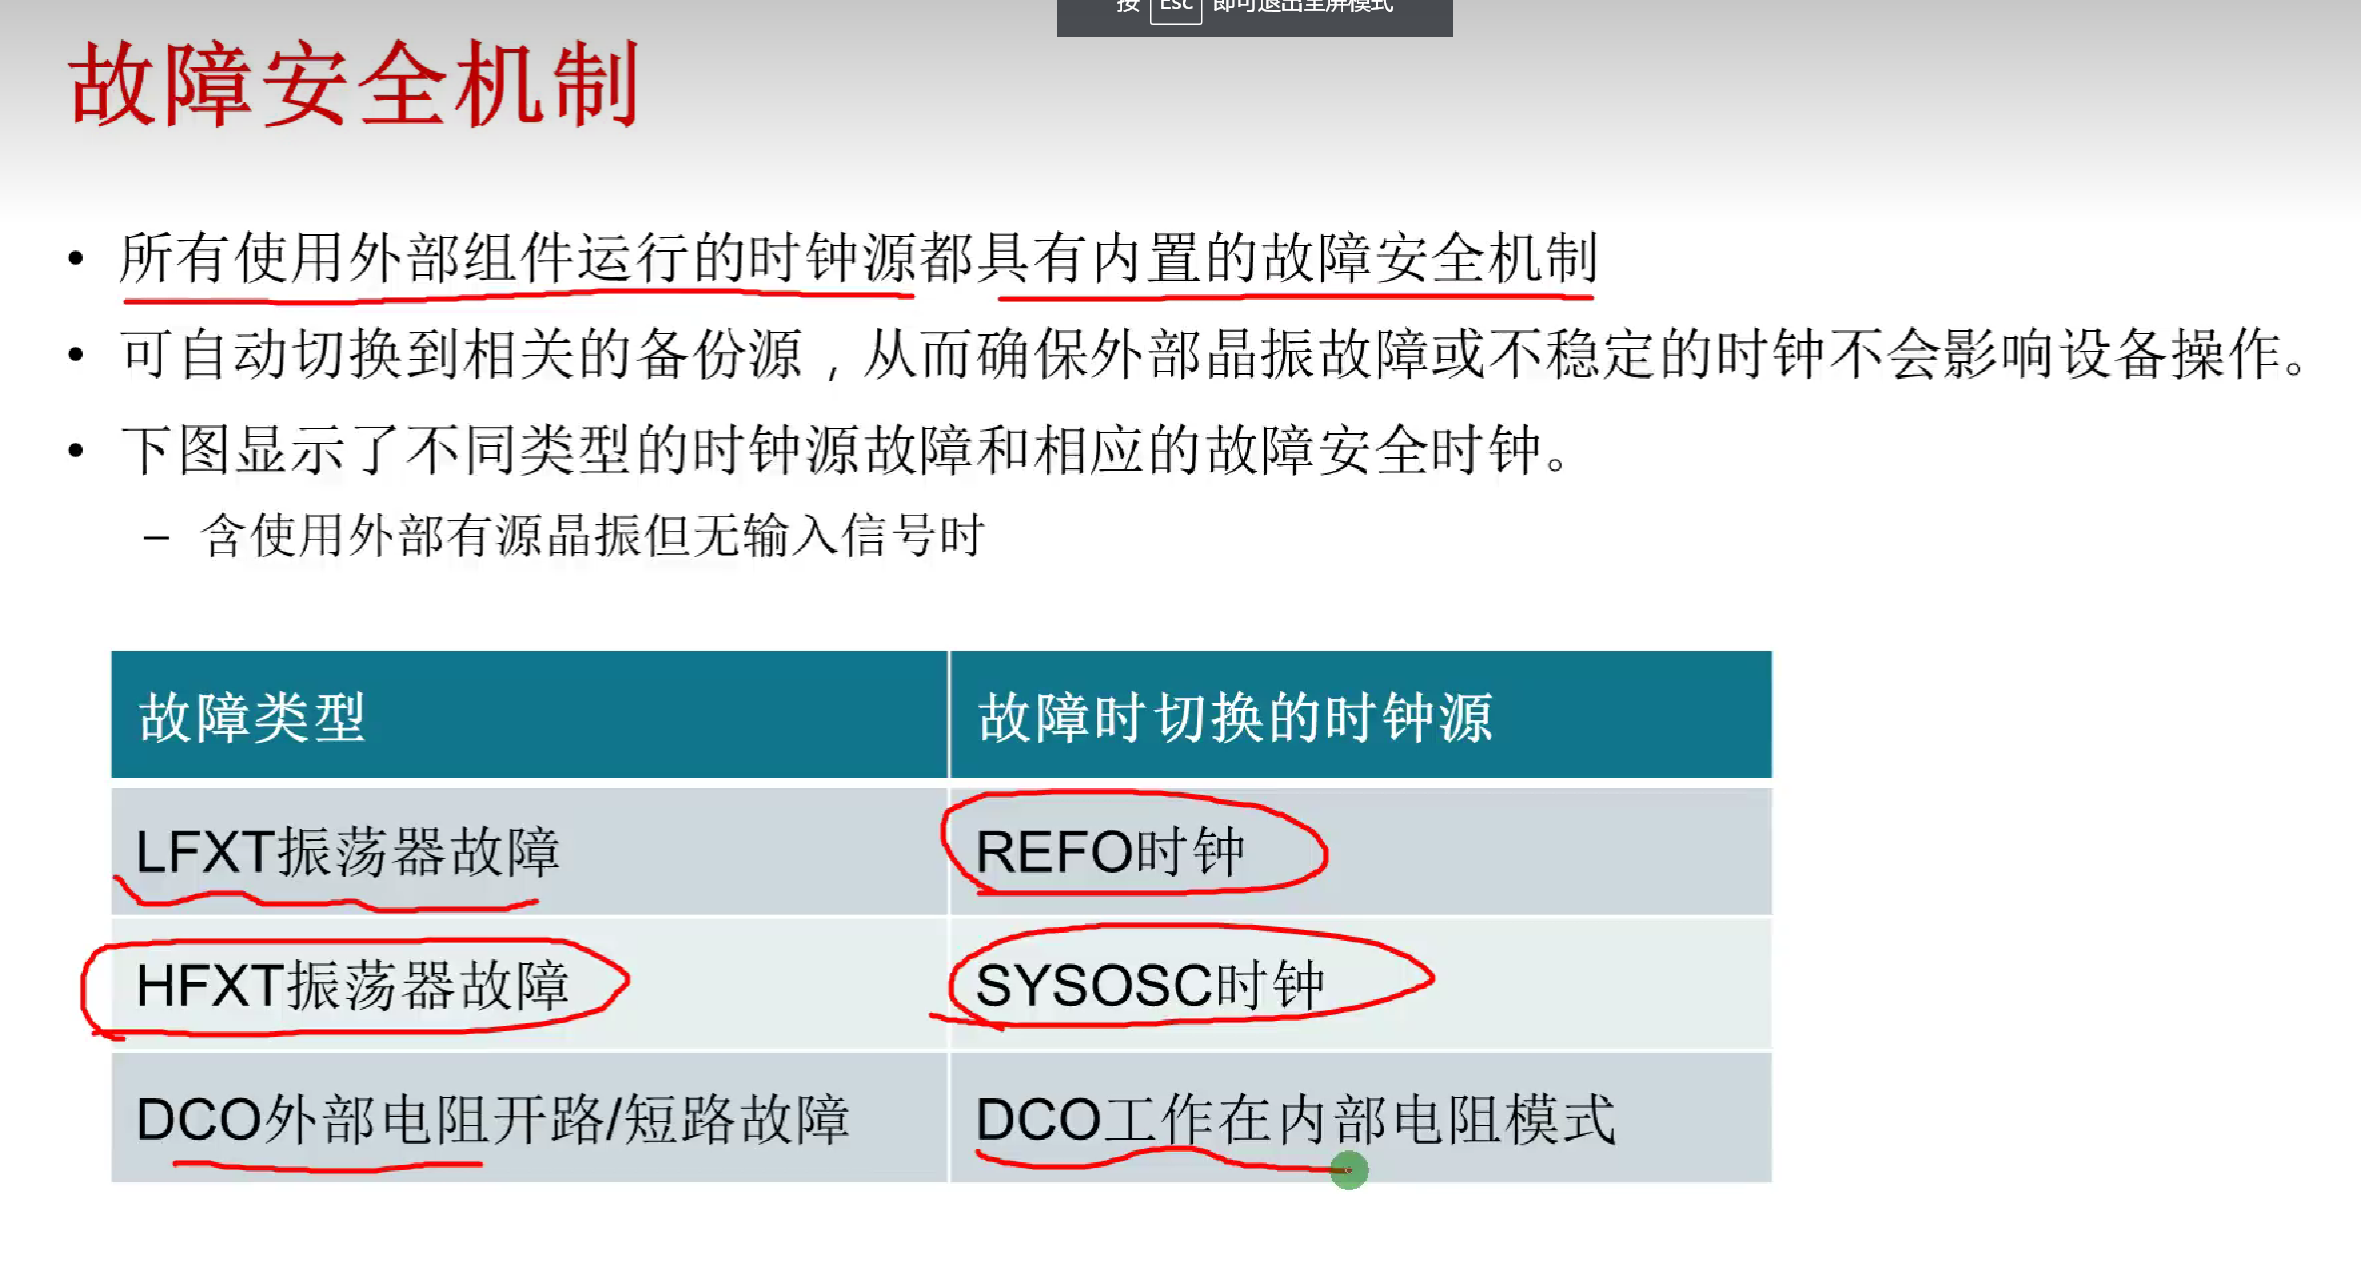 按 Esc 即可退出全屏模式
故障安全机制
• 所有使用外部组件运行的时钟源都具有内置的故障安全机制
• 可自动切换到相关的备份源，从而确保外部晶振故障或不稳定的时钟不会影响设备操作。
• 下图显示了不同类型的时钟源故障和相应的故障安全时钟。
– 含使用外部有源晶振但无输入信号时
故障类型 故障时切换的时钟源
LFXT振荡器故障 REFO时钟
HFXT振荡器故障 SYSOSC时钟
DCO外部电阻开路/短路故障 DCO工作在内部电阻模式